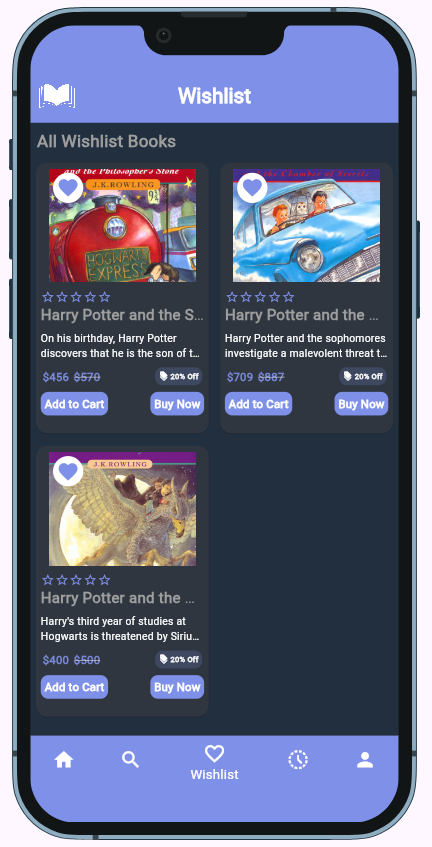 Wishlist
All Wishlist Books
and the Philosopher's Stone
J.K.ROWLING
9¾
HOGWARTS
EXPRESS
Harry Potter and the S...
On his birthday, Harry Potter
discovers that he is the son of t...
$456 $570
20% Off
Add to Cart
Buy Now
the Chamber of Secrets
Harry Potter and the ...
Harry Potter and the sophomores
investigate a malevolent threat t...
$709 $887
20% Off
Add to Cart
Buy Now
J.K.ROWLING
Harry Potter and the ...
Harry's third year of studies at
Hogwarts is threatened by Siriu...
$400 $500
20% Off
Add to Cart
Buy Now
Wishlist